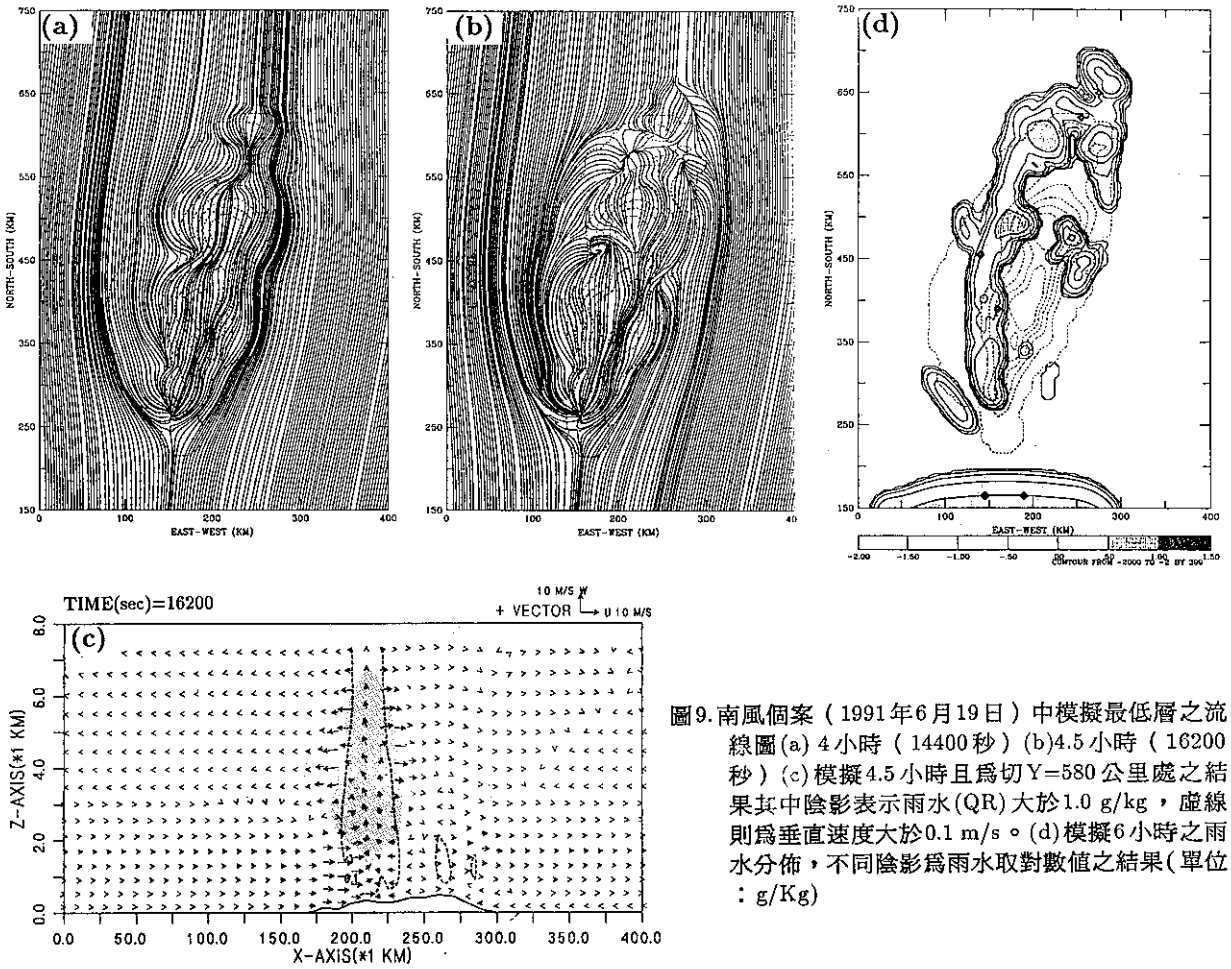 (a)
NORTH-SOUTH (KM)
750
650
550
450
350
250
150
0
100
200
300
400
EAST-WEST (KM)
(b)
NORTH-SOUTH (KM)
750
650
550
450
350
250
150
0
100
200
300
EAST-WEST (KM)
(d)
NORTH-SOUTH (KM)
750
650
550
450
350
250
150
0
100
200
300
400
EAST-WEST (KM)
-2.00
-1.50
-1.00
-.50
.00
.50
1.00
1.50
CONTOUR FROM -2000 TO -2 BY 399
TIME(sec)=16200
10 M/S W
+ VECTOR
U 10 M/S
(c)
Z-AXIS(*1 KM)
8.0
6.0
4.0
2.0
0.0
0.0
50.0
100.0
150.0
200.0
250.0
300.0
350.0
400.0
X-AXIS(*1 KM)
圖9.南風個案(1991年6月19日)中模擬最低層之流
線圖(a) 4小時(14400秒) (b)4.5小時(16200
秒) (c)模擬4.5小時且爲切Y=580公里處之結
果其中陰影表示雨水(QR)大於1.0 g/kg,虛線
則爲垂直速度大於0.1 m/s。(d)模擬6小時之雨
水分佈,不同陰影爲雨水取對數值之結果(單位
: g/Kg)